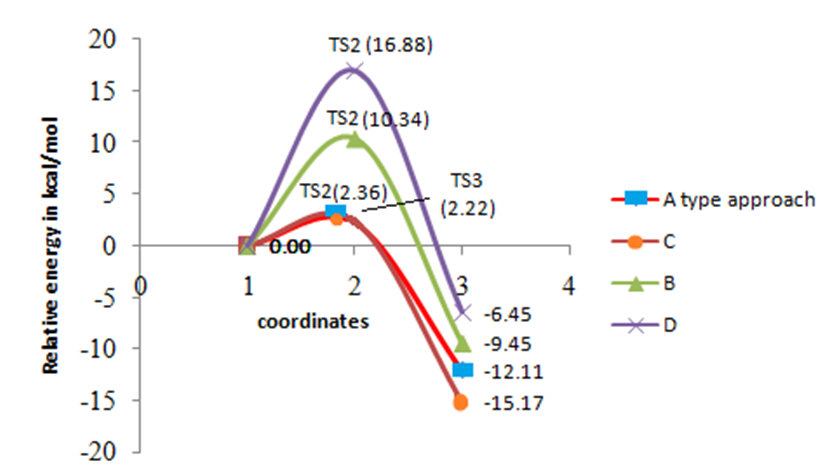 20
TS2 (16.88)
15
TS2 (10.34)
10
TS3
5
TS2 (2.36)
(2.22)
A type approach
0
0.00
C
0
1
2
3
4
B
-5
-6.45
coordinates
D
-9.45
-10
-12.11
-15
-15.17
-20
Relative energy in kcal/mol